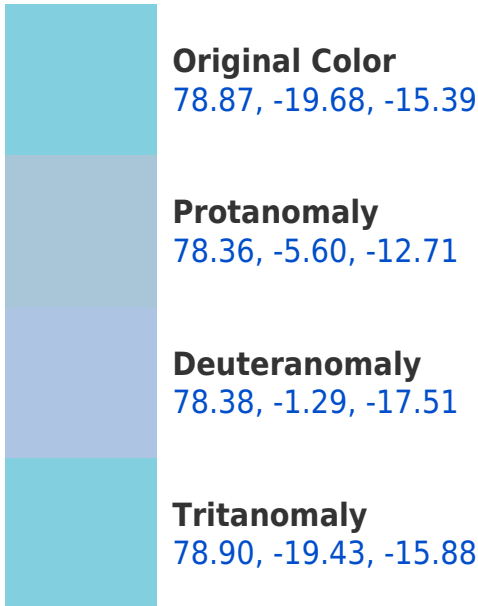 Original Color
78.87, -19.68, -15.39
Protanomaly
78.36, -5.60, -12.71
Deuteranomaly
78.38, -1.29, -17.51
Tritanomaly
78.90, -19.43, -15.88